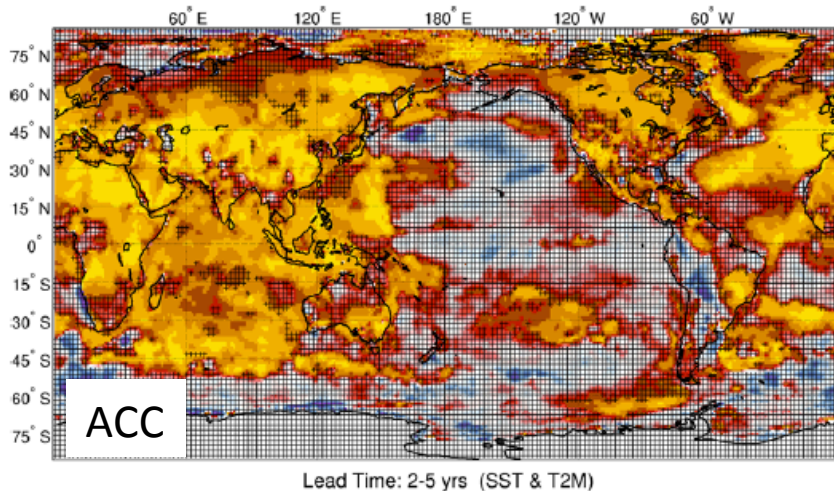 60° E 120° E 180° E 120° W 60° W
75° N
60° N
45° N
30° N
15° N
0°
15° S
30° S
45° S
60° S
75° S
ACC
Lead Time: 2-5 yrs (SST & T2M)